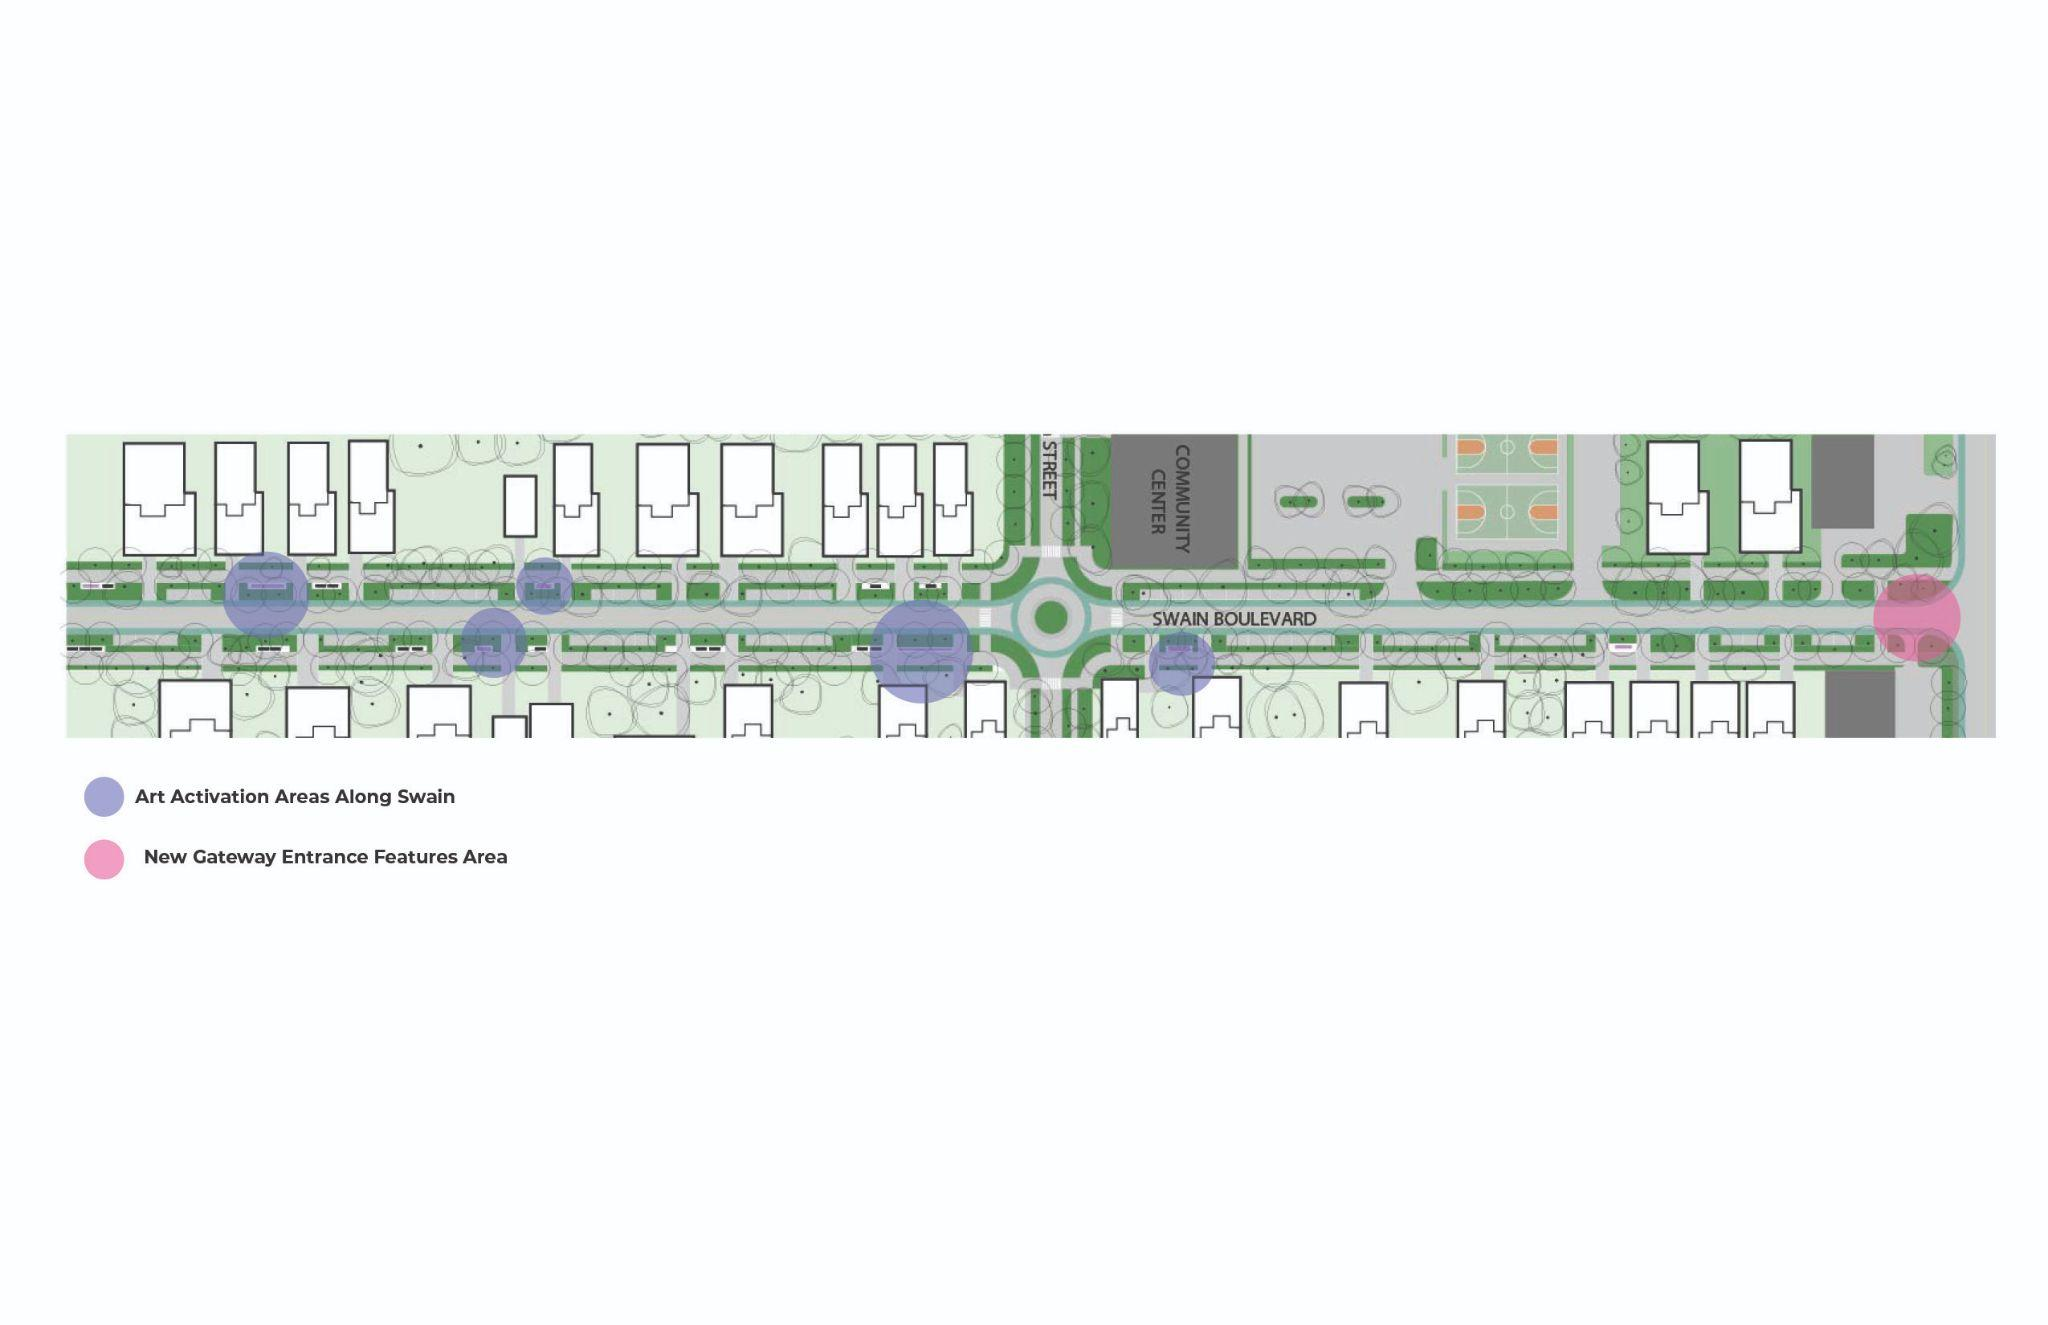 STREET
COMMUNITY
CENTER
SWAIN BOULEVARD
Art Activation Areas Along Swain
New Gateway Entrance Features Area